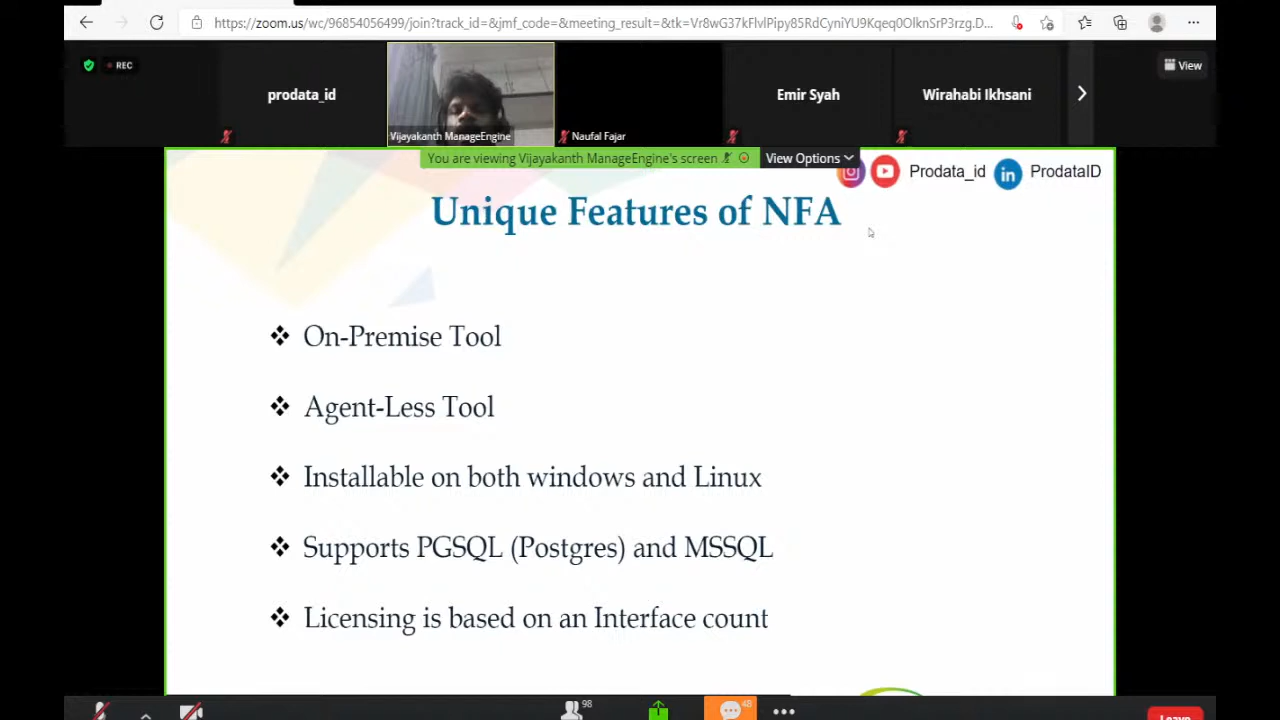 https://zoom.us/wc/96854056499/join?track_id=&jmf_code=&meeting_result=&tk=Vr8wG37kFlvlPipy85RdCyniYU9Kqeq0OlknSrP3rzg.D...
REC
View
prodata_id
Vijayakanth ManageEngine
Naufal Fajar
Emir Syah
Wirahabi Ikhsani
You are viewing Vijayakanth ManageEngine's screen
View Options
Prodata_id
ProdataID
Unique Features of NFA
❖ On-Premise Tool
❖ Agent-Less Tool
❖ Installable on both windows and Linux
❖ Supports PGSQL (Postgres) and MSSQL
❖ Licensing is based on an Interface count
98
48
Leave